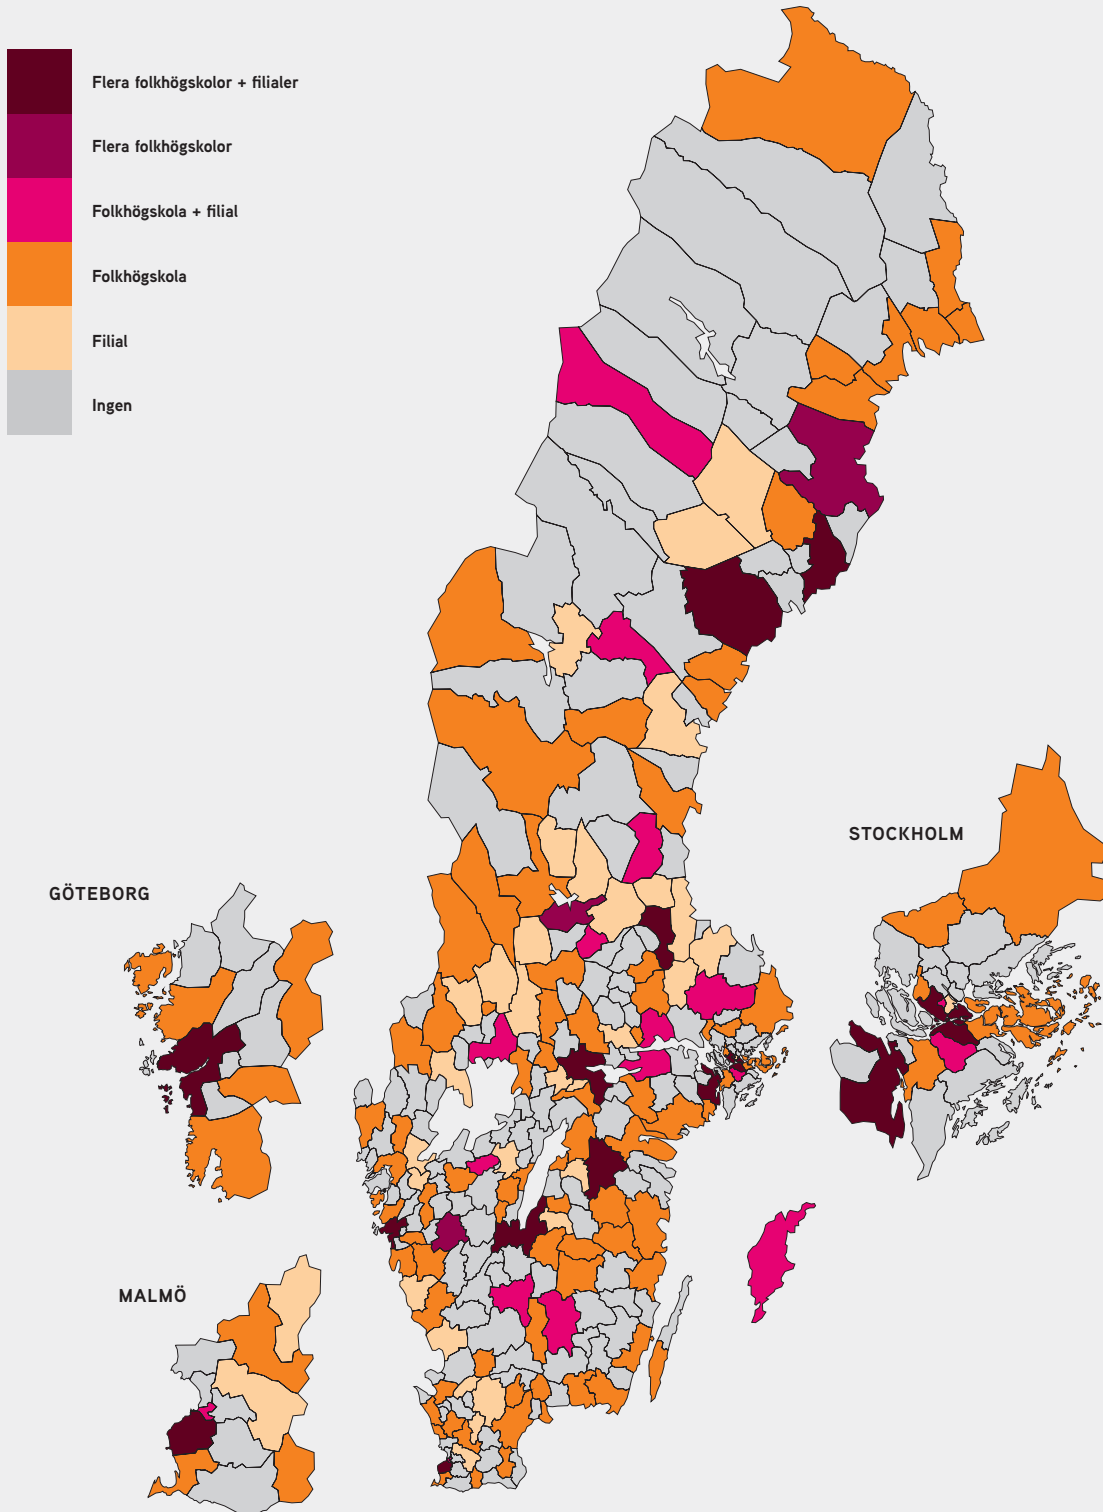 Flera folkhögskolor + filialer
Flera folkhögskolor
Folkhögskola + filial
Folkhögskola
Filial
Ingen
STOCKHOLM
GÖTEBORG
MALMÖ